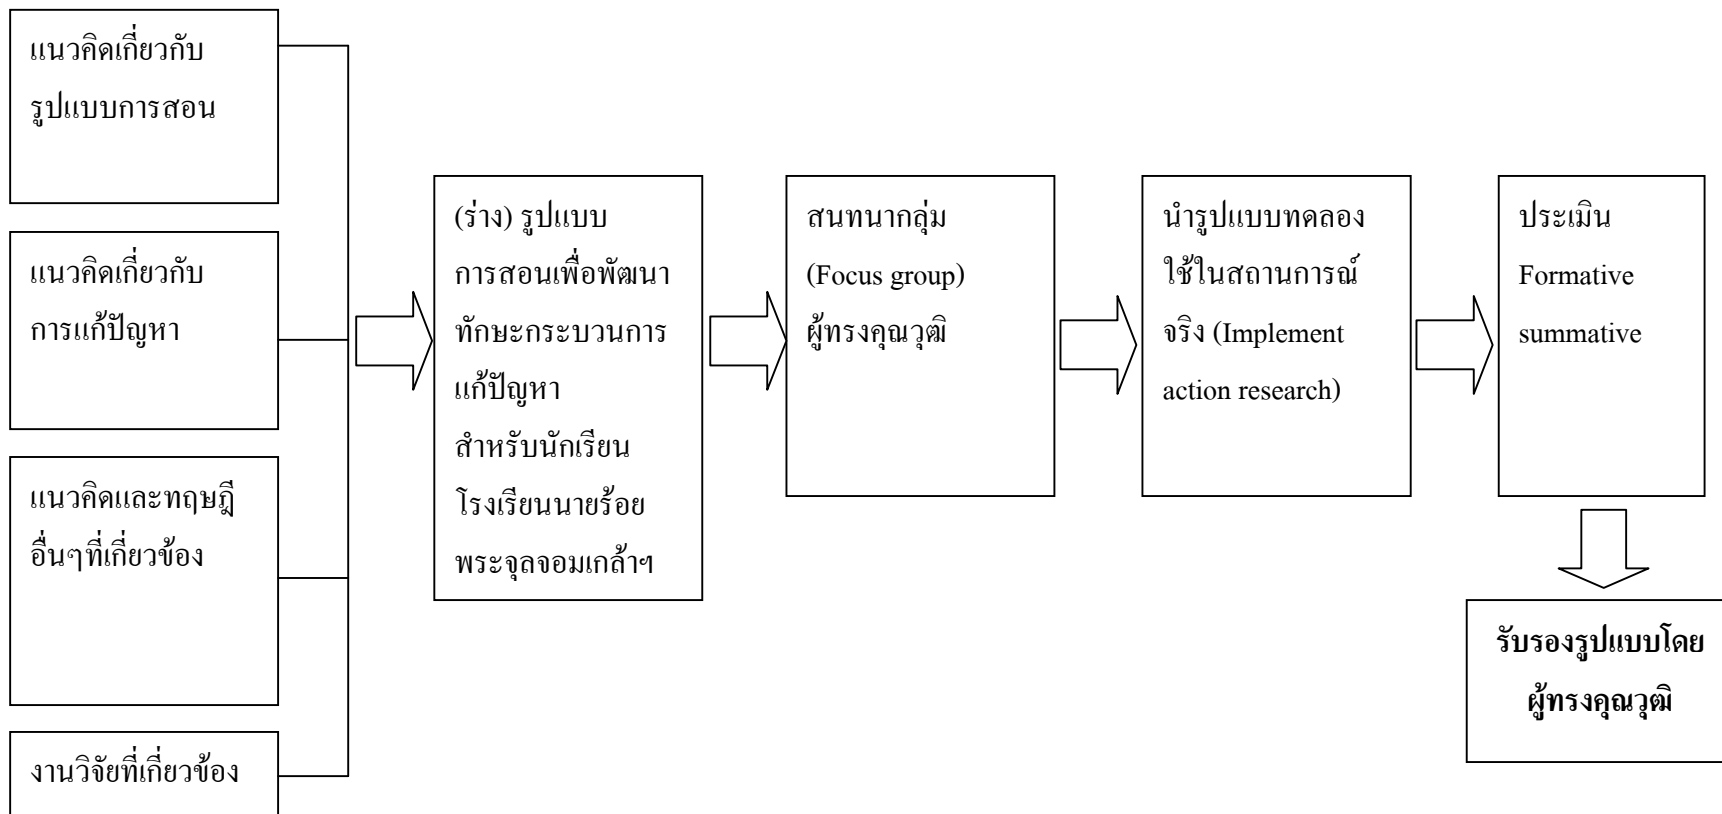 แนวคิดเกี่ยวกับ
รูปแบบการสอน
แนวคิดเกี่ยวกับ
การแก้ปัญหา
แนวคิดและทฤษฎี
อื่นๆที่เกี่ยวข้อง
งานวิจัยที่เกี่ยวข้อง
(ร่าง) รูปแบบ
การสอนเพื่อพัฒนา
ทักษะกระบวนการ
แก้ปัญหา
สำหรับนักเรียน
โรงเรียนนายร้อย
พระจุลจอมเกล้าฯ
สนทนากลุ่ม
(Focus group)
ผู้ทรงคุณวุฒิ
นำรูปแบบทดลอง
ใช้ในสถานการณ์
จริง (Implement
action research)
ประเมิน
Formative
summative
รับรองรูปแบบโดย
ผู้ทรงคุณวุฒิ